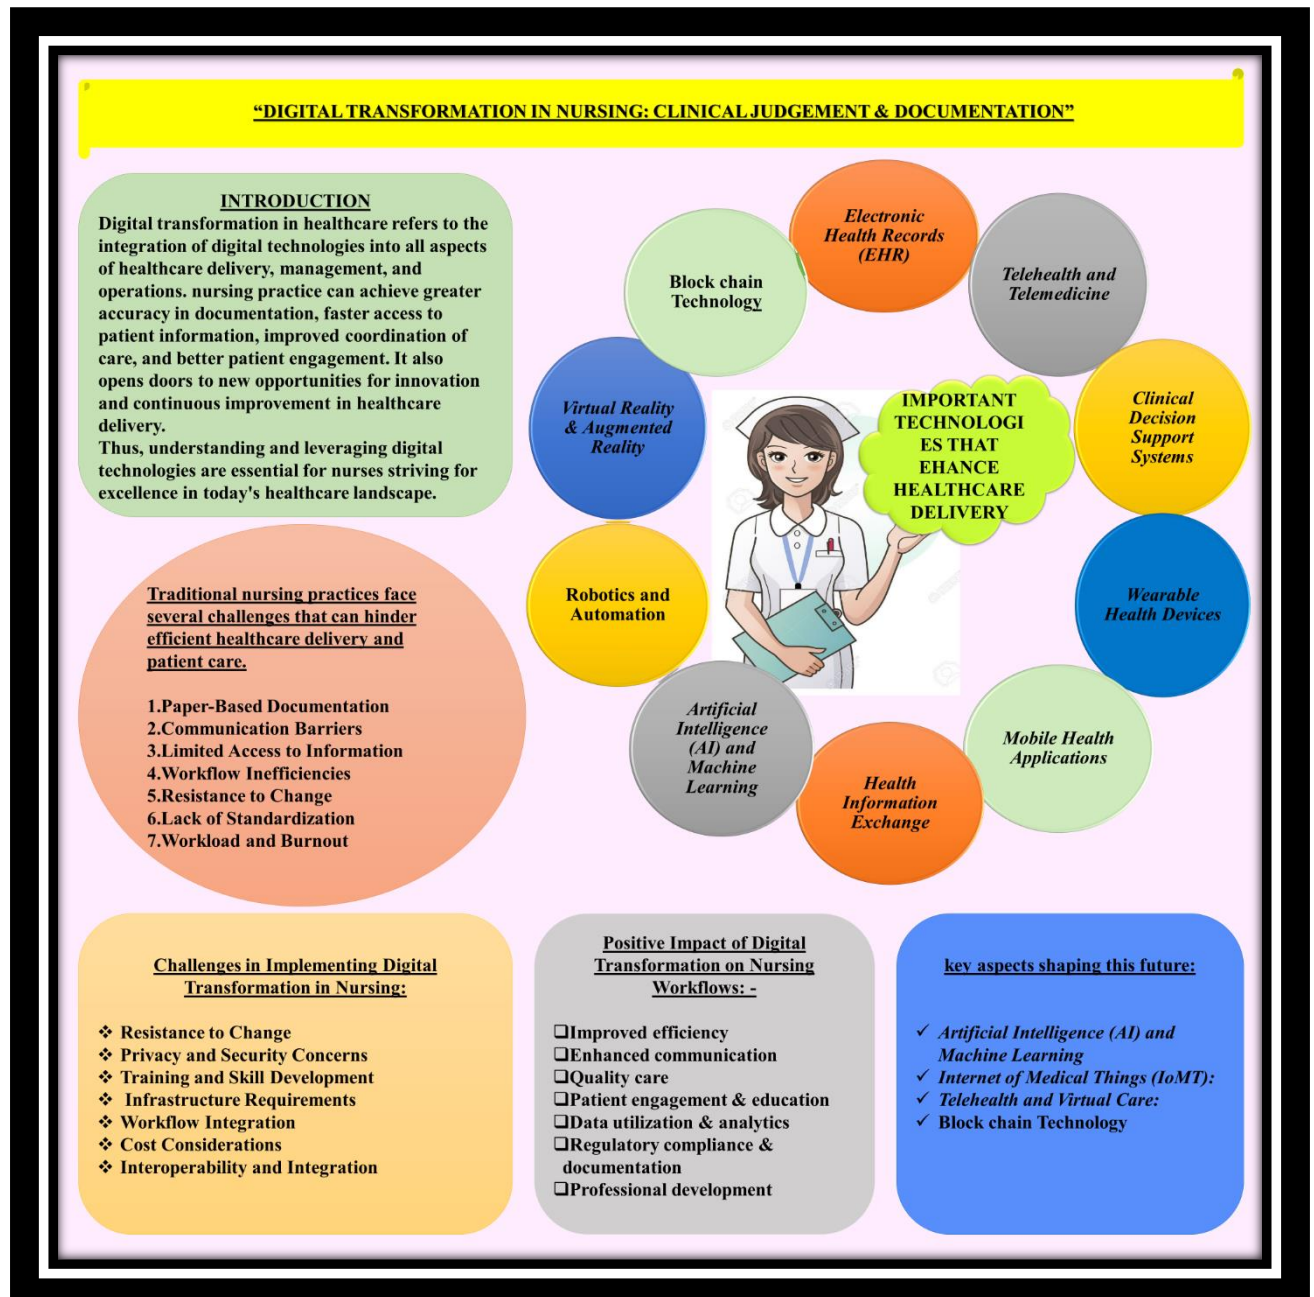 “DIGITAL TRANSFORMATION IN NURSING: CLINICAL JUDGEMENT & DOCUMENTATION”
INTRODUCTION
Digital transformation in healthcare refers to the
integration of digital technologies into all aspects
of healthcare delivery, management, and
operations. nursing practice can achieve greater
accuracy in documentation, faster access to
patient information, improved coordination of
care, and better patient engagement. It also
opens doors to new opportunities for innovation
and continuous improvement in healthcare
delivery.
Thus, understanding and leveraging digital
technologies are essential for nurses striving for
excellence in today's healthcare landscape.
Traditional nursing practices face
several challenges that can hinder
efficient healthcare delivery and
patient care.
1.Paper-Based Documentation
2.Communication Barriers
3.Limited Access to Information
4.Workflow Inefficiencies
5.Resistance to Change
6.Lack of Standardization
7.Workload and Burnout
IMPORTANT
TECHNOLOGI
ES THAT
EHANCE
HEALTHCARE
DELIVERY
Electronic
Health Records
(EHR)
Telehealth and
Telemedicine
Clinical
Decision
Support
Systems
Wearable
Health Devices
Mobile Health
Applications
Health
Information
Exchange
Artificial
Intelligence
(AI) and
Machine
Learning
Robotics and
Automation
Virtual Reality
& Augmented
Reality
Block chain
Technology
Challenges in Implementing Digital
Transformation in Nursing:
❖ Resistance to Change
❖ Privacy and Security Concerns
❖ Training and Skill Development
❖ Infrastructure Requirements
❖ Workflow Integration
❖ Cost Considerations
❖ Interoperability and Integration
Positive Impact of Digital
Transformation on Nursing
Workflows: -
❑Improved efficiency
❑Enhanced communication
❑Quality care
❑Patient engagement & education
❑Data utilization & analytics
❑Regulatory compliance &
documentation
❑Professional development
key aspects shaping this future:
✓ Artificial Intelligence (AI) and
Machine Learning
✓ Internet of Medical Things (IoMT):
✓ Telehealth and Virtual Care:
✓ Block chain Technology